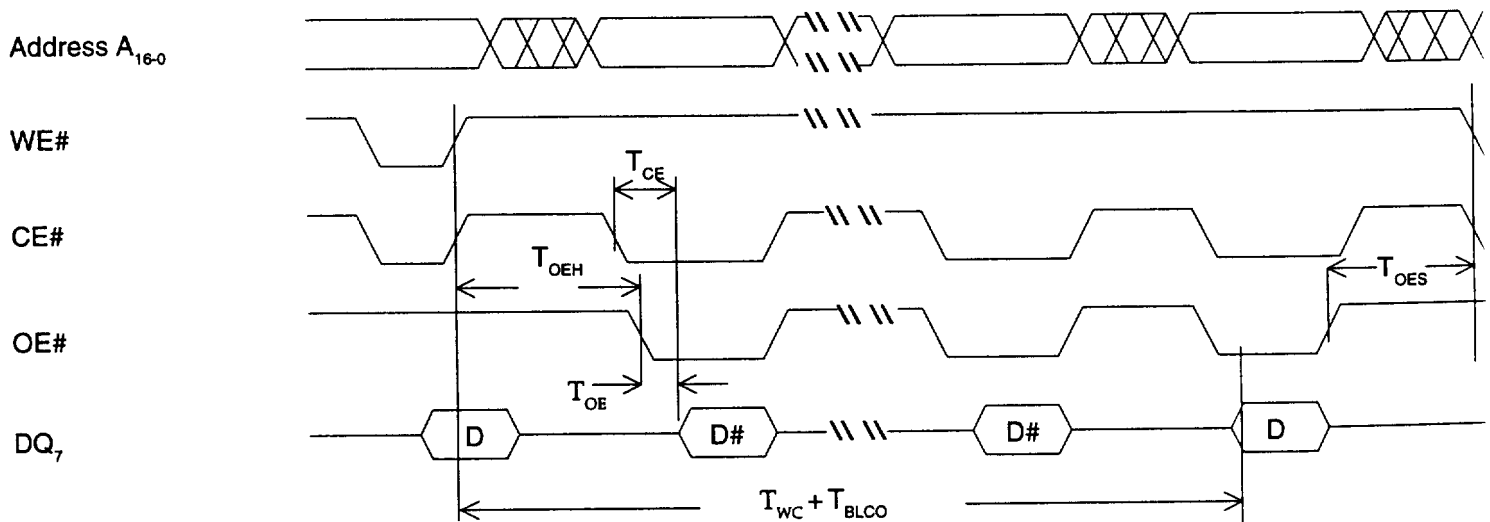 Address A16-0
WE#
TCE
CE#
TOEH
TOES
OE#
TOE
DQ7
D D# D# D
TWC + TBLCO